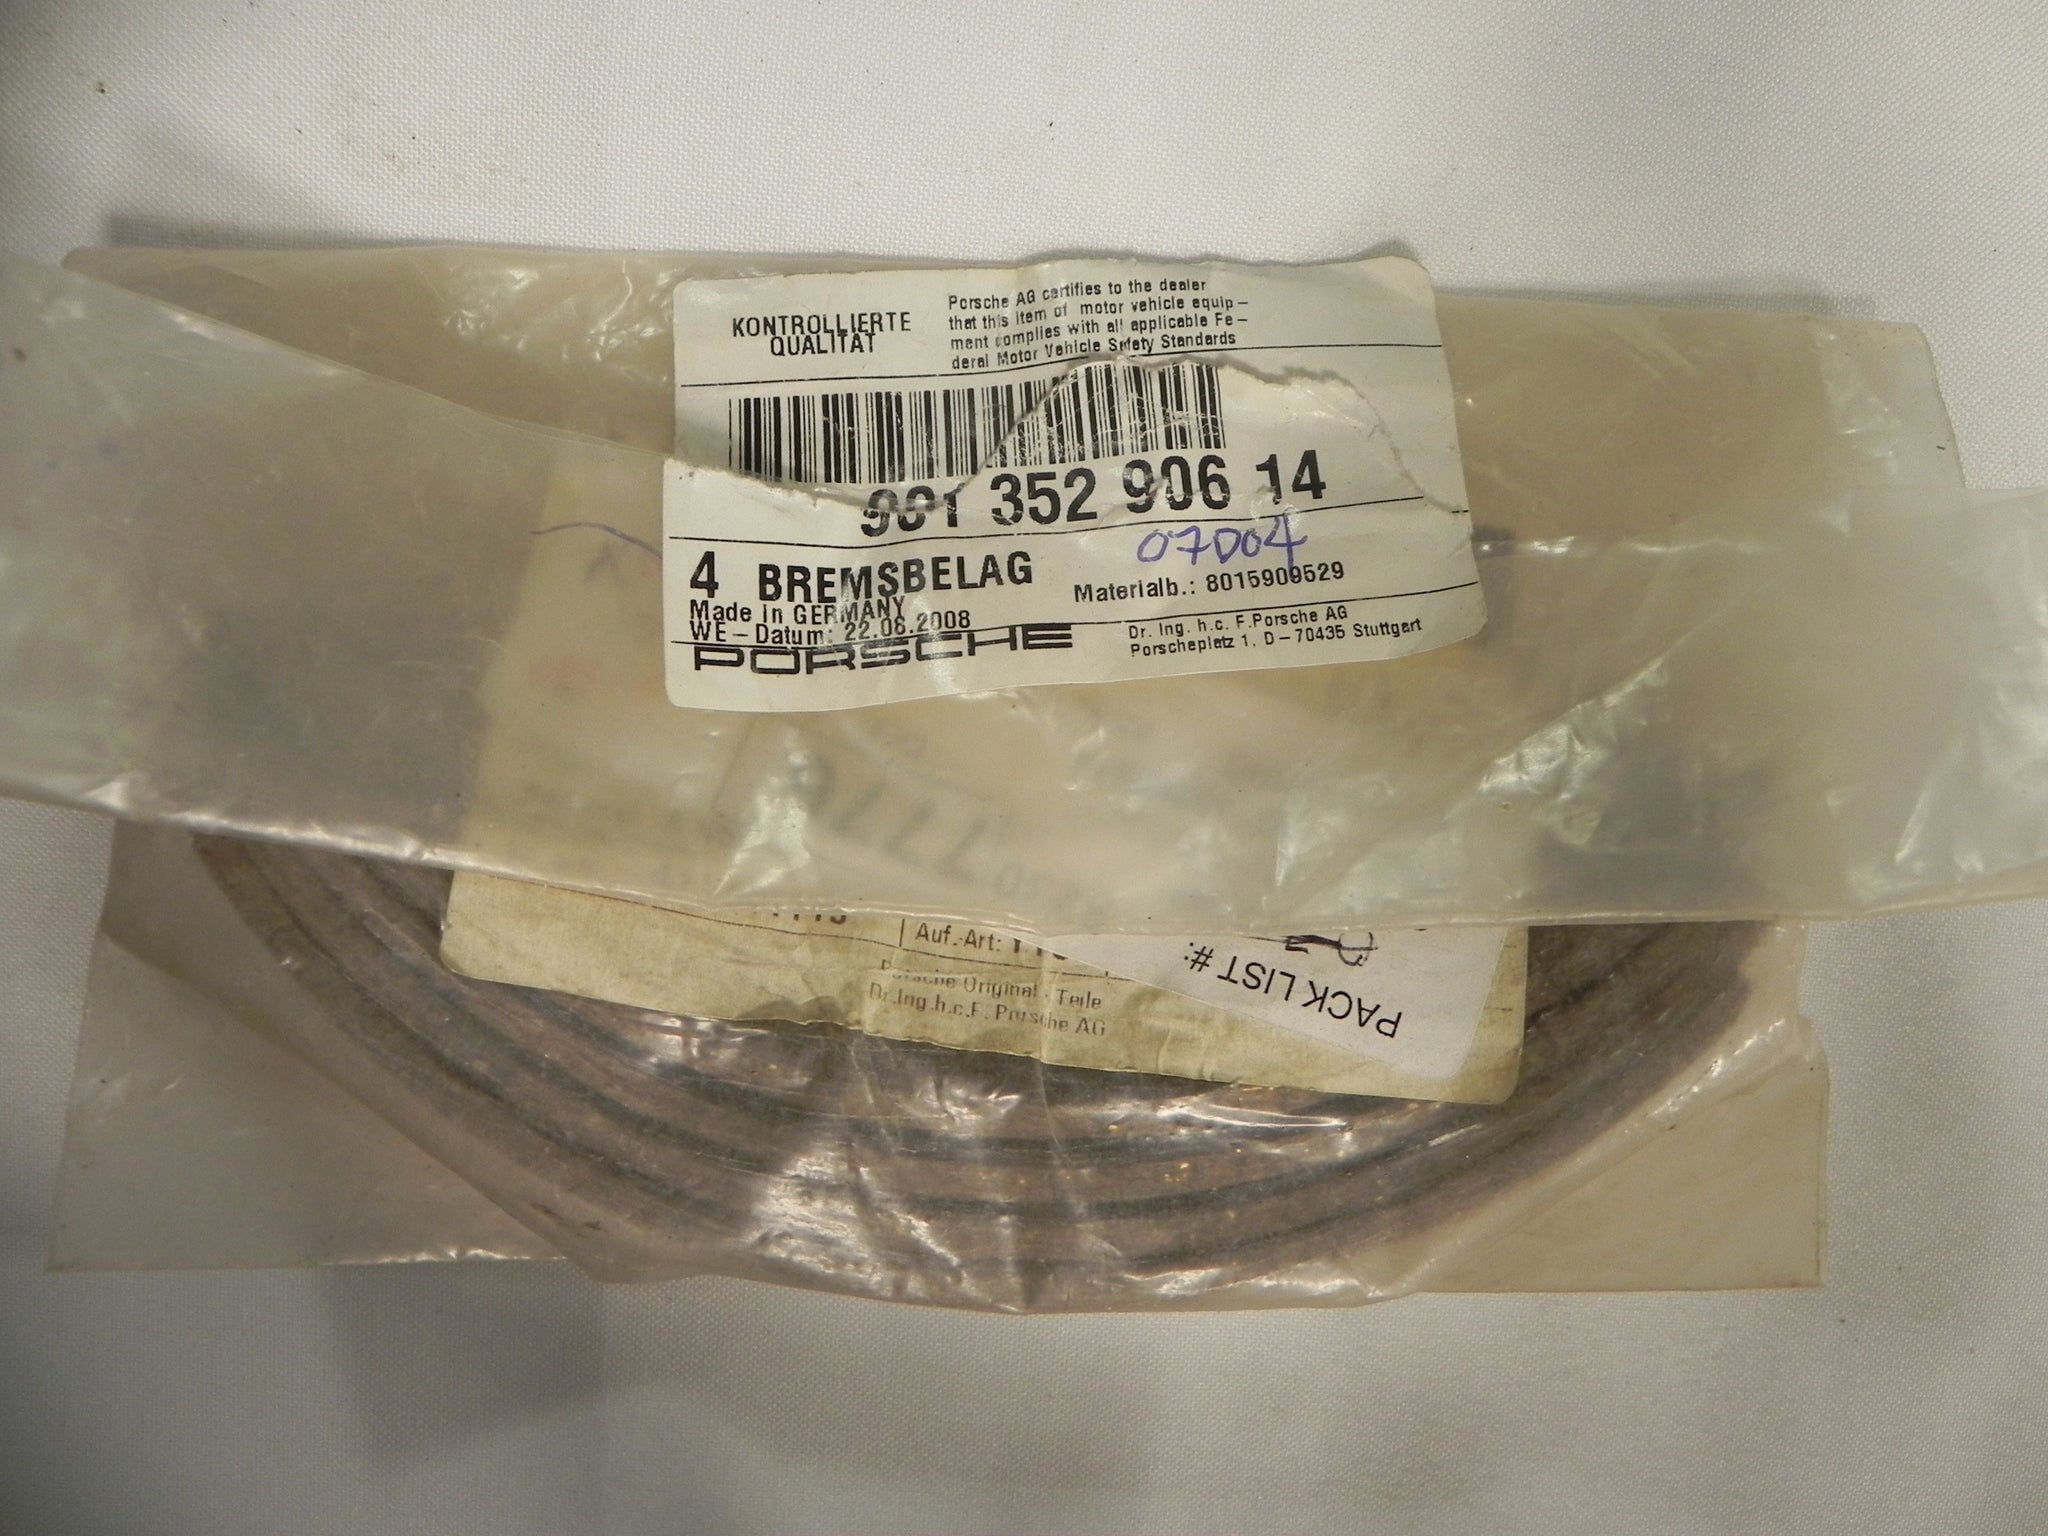 KONTROLLIERTE
QUALITÄT
Porsche AG certifies to the dealer
that this item of motor vehicle equip-
ment complies with all applicable Fe-
deral Motor Vehicle Safety Standards
901 352 906 14
07D04
4 BREMSBELAG
Materialb.: 8015909529
Made in GERMANY
WE-Datum: 22.06.2008
PORSCHE
Dr. Ing. h.c. F.Porsche AG
Porscheplatz 1, D-70435 Stuttgart
Auf.-Art:
Porsche Original - Teile
Dr.Ing.h.c.F. Porsche AG
PACK LIST #: